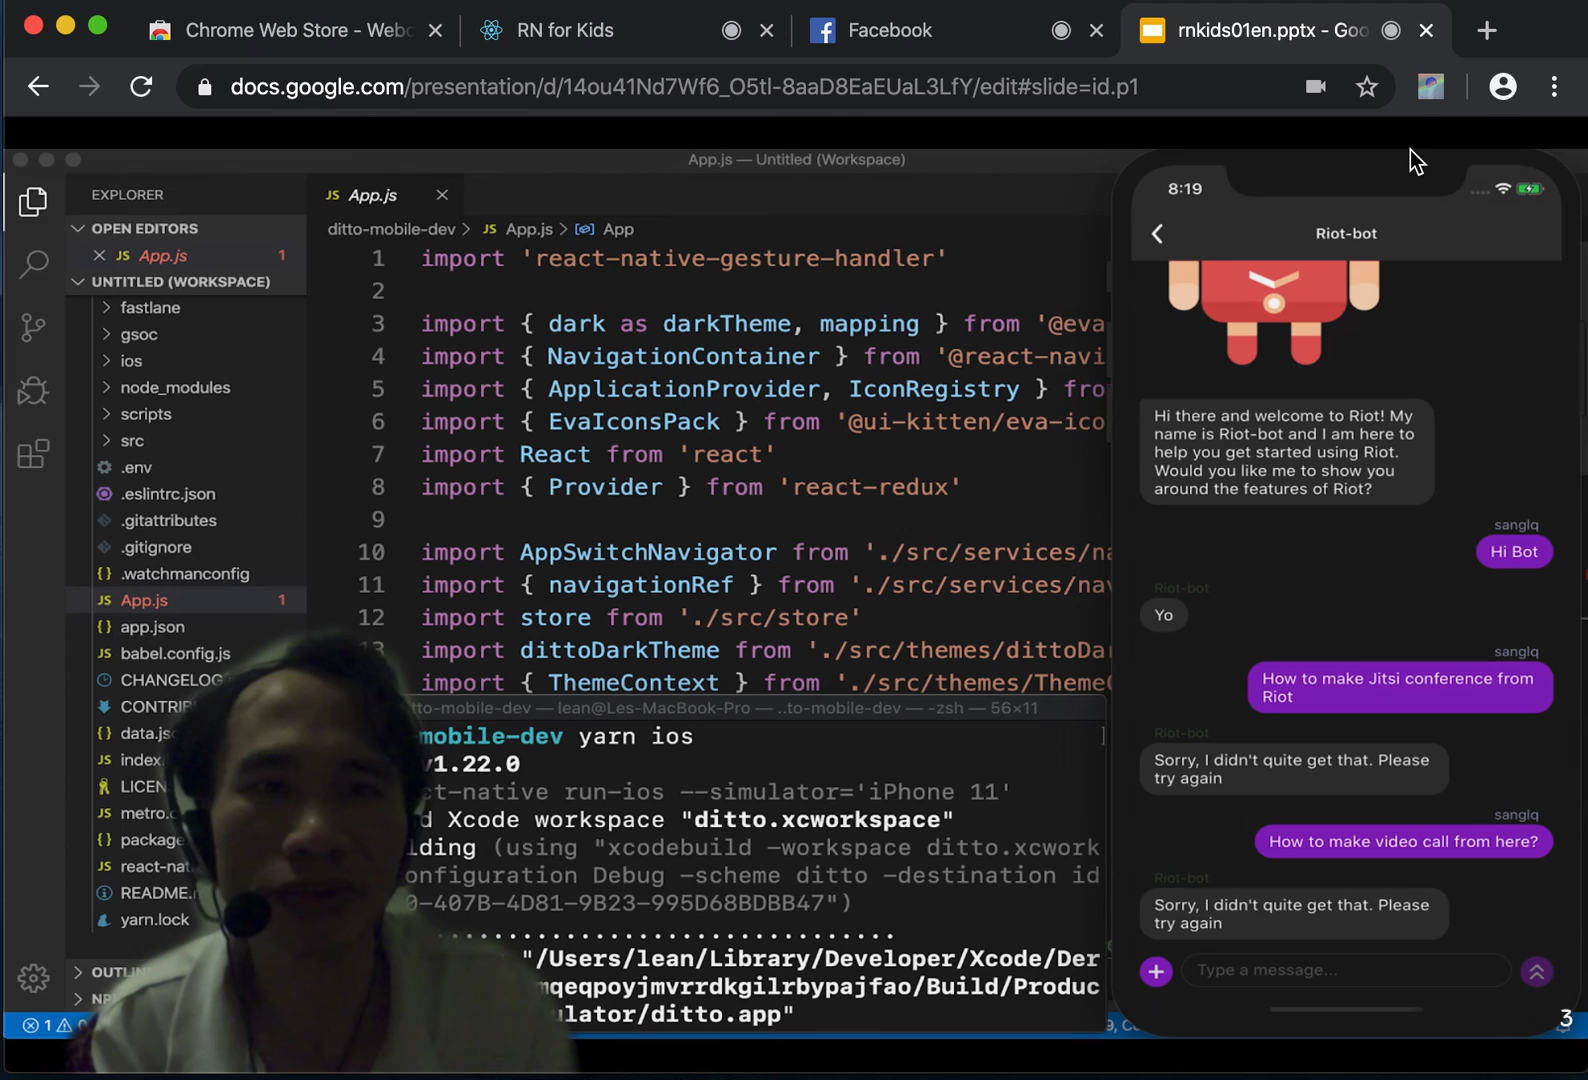 Chrome Web Store - Web
RN for Kids
Facebook
rnkids01en.pptx - Goo
docs.google.com/presentation/d/14ou41Nd7Wf6_O5tI-8aaD8EaEUaL3LfY/edit#slide=id.p1
App.js — Untitled (Workspace)
EXPLORER
OPEN EDITORS
JS App.js 1
UNTITLED (WORKSPACE)
fastlane
gsoc
ios
node_modules
scripts
src
.env
.eslintrc.json
.gitattributes
.gitignore
{} .watchmanconfig
JS App.js 1
{} app.json
JS babel.config.js
CHANGELOG
CONTRIB
{} data.js
JS index.
LICEN
JS metro.c
{} package
JS react-nat
README.
yarn.lock
OUTLIN
NP
1
JS App.js
ditto-mobile-dev > JS App.js > App
1 import 'react-native-gesture-handler'
2
3 import { dark as darkTheme, mapping } from '@eva
4 import { NavigationContainer } from '@react-navi
5 import { ApplicationProvider, IconRegistry } fro
6 import { EvaIconsPack } from '@ui-kitten/eva-ico
7 import React from 'react'
8 import { Provider } from 'react-redux'
9
10 import AppSwitchNavigator from './src/services/na
11 import { navigationRef } from './src/services/nav
12 import store from './src/store'
13 import dittoDarkTheme from './src/themes/dittoDa
import { ThemeContext } from './src/themes/ThemeC
tto-mobile-dev — lean@Les-MacBook-Pro — ..to-mobile-dev — -zsh — 56×11
mobile-dev yarn ios
v1.22.0
ct-native run-ios --simulator='iPhone 11'
d Xcode workspace "ditto.xcworkspace"
lding (using "xcodebuild -workspace ditto.xcwork
onfiguration Debug -scheme ditto -destination id
0-407B-4D81-9B23-995D68BDBB47")
..................................
"/Users/lean/Library/Developer/Xcode/Der
mqeqpoyjmvrrdkgilrbypajfao/Build/Produc
ulator/ditto.app"
8:19
Riot-bot
Hi there and welcome to Riot! My
name is Riot-bot and I am here to
help you get started using Riot.
Would you like me to show you
around the features of Riot?
sanglq
Hi Bot
Riot-bot
Yo
sanglq
How to make Jitsi conference from
Riot
Riot-bot
Sorry, I didn't quite get that. Please
try again
sanglq
How to make video call from here?
Riot-bot
Sorry, I didn't quite get that. Please
try again
Type a message...
3